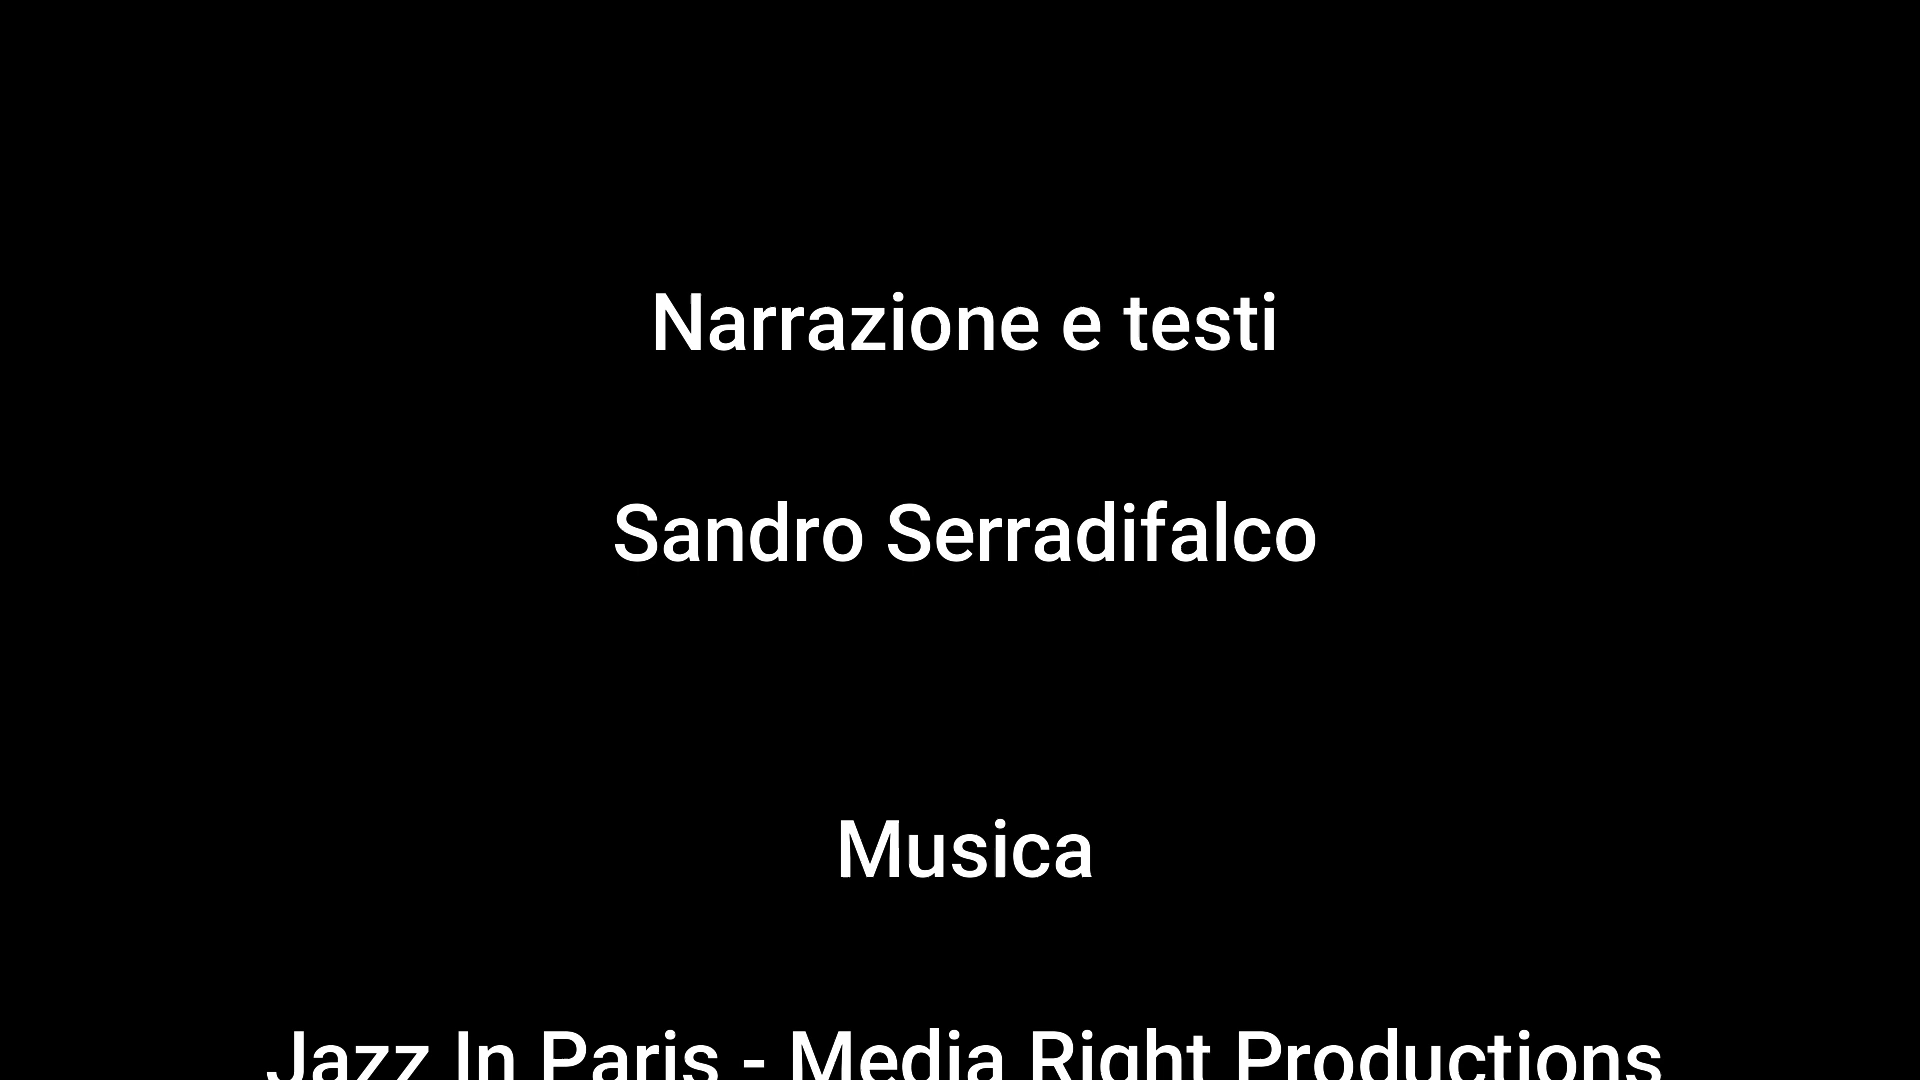 Narrazione e testi
Sandro Serradifalco
Musica
Jazz In Paris - Media Right Productions